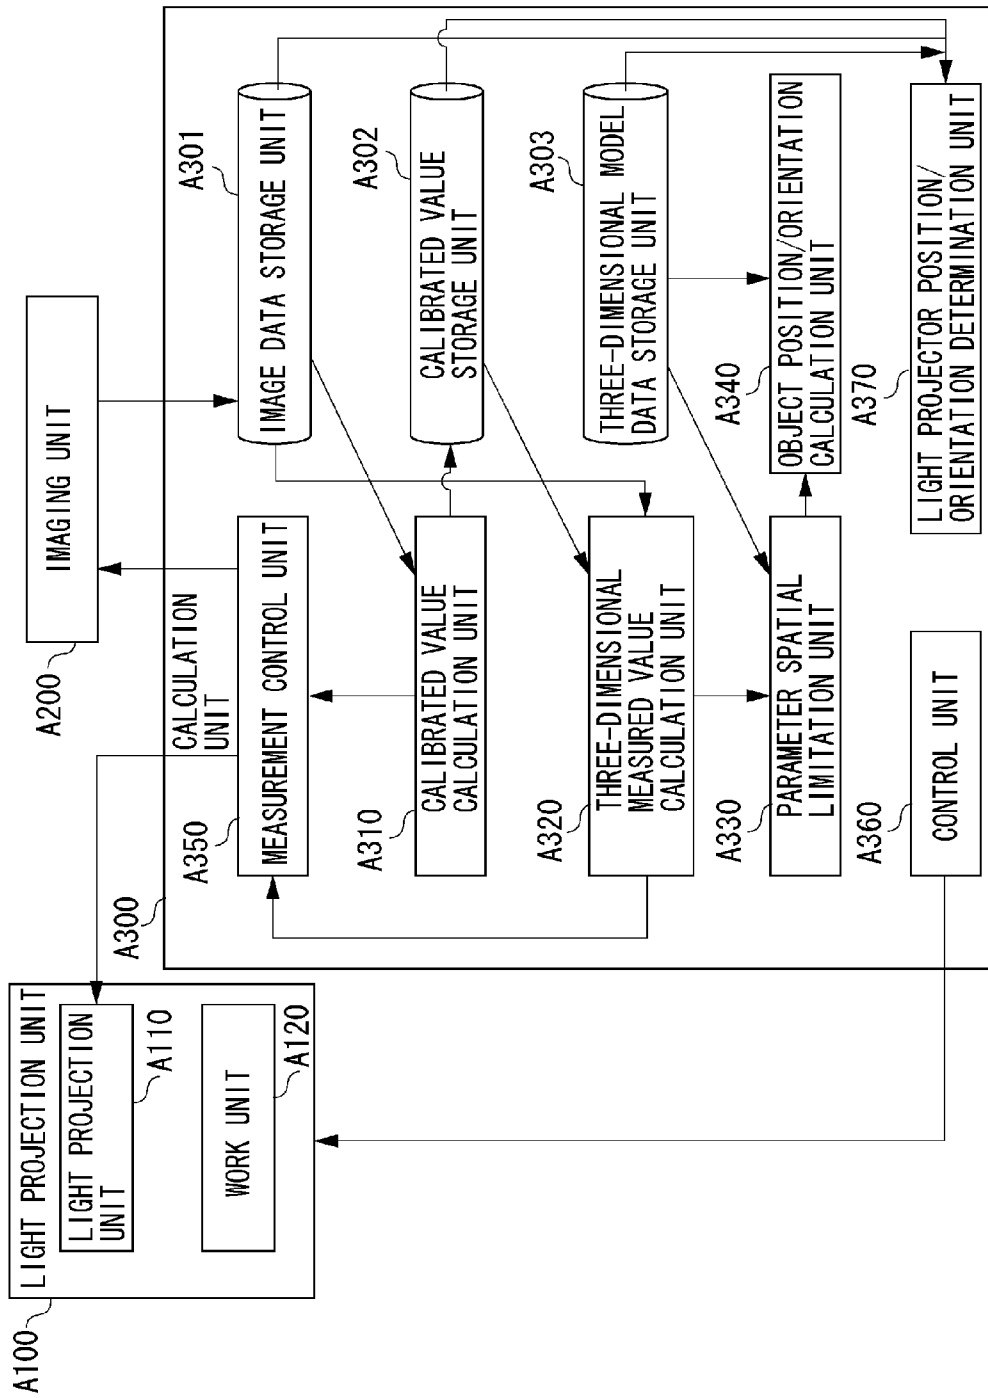 A100
LIGHT PROJECTION UNIT
LIGHT PROJECTION
UNIT
A110
WORK UNIT
A120
A200
IMAGING UNIT
A300
CALCULATION
UNIT
A350
MEASUREMENT CONTROL UNIT
A301
IMAGE DATA STORAGE UNIT
A310
CALIBRATED VALUE
CALCULATION UNIT
A302
CALIBRATED VALUE
STORAGE UNIT
A320
THREE-DIMENSIONAL
MEASURED VALUE
CALCULATION UNIT
A303
THREE-DIMENSIONAL MODEL
DATA STORAGE UNIT
A330
PARAMETER SPATIAL
LIMITATION UNIT
A340
OBJECT POSITION/ORIENTATION
CALCULATION UNIT
A360
CONTROL UNIT
A370
LIGHT PROJECTOR POSITION/
ORIENTATION DETERMINATION UNIT